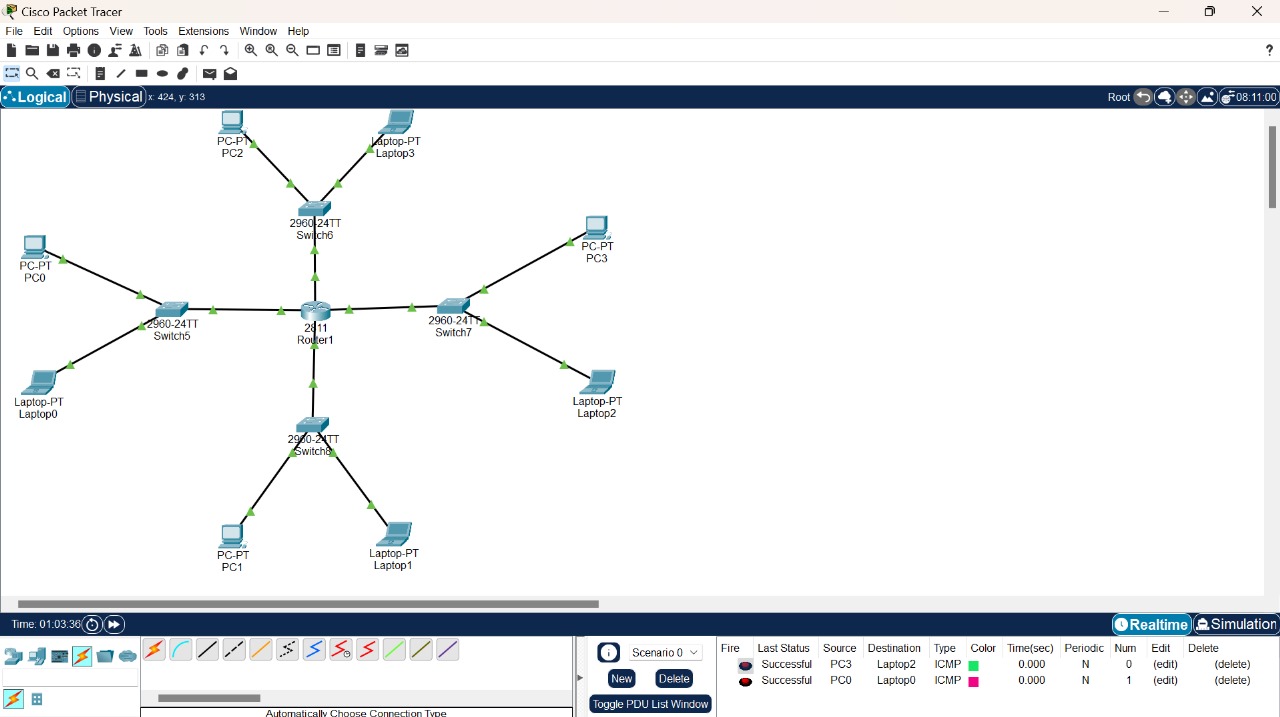 Cisco Packet Tracer
File Edit Options View Tools Extensions Window Help
?
Logical Physical x: 424, y: 313 Root 08:11:00
PC-PT
PC2
Laptop-PT
Laptop3
2960-24TT
Switch6
PC-PT
PC3
PC-PT
PC0
2960-24TT
Switch5
2811
Router1
2960-24TT
Switch7
Laptop-PT
Laptop0
Laptop-PT
Laptop2
2960-24TT
Switch8
PC-PT
PC1
Laptop-PT
Laptop1
Time: 01:03:36 Realtime Simulation
Scenario 0
New Delete
Toggle PDU List Window
Automatically Choose Connection Type
Fire Last Status Source Destination Type Color Time(sec) Periodic Num Edit Delete
Successful PC3 Laptop2 ICMP 0.000 N 0 (edit) (delete)
Successful PC0 Laptop0 ICMP 0.000 N 1 (edit) (delete)